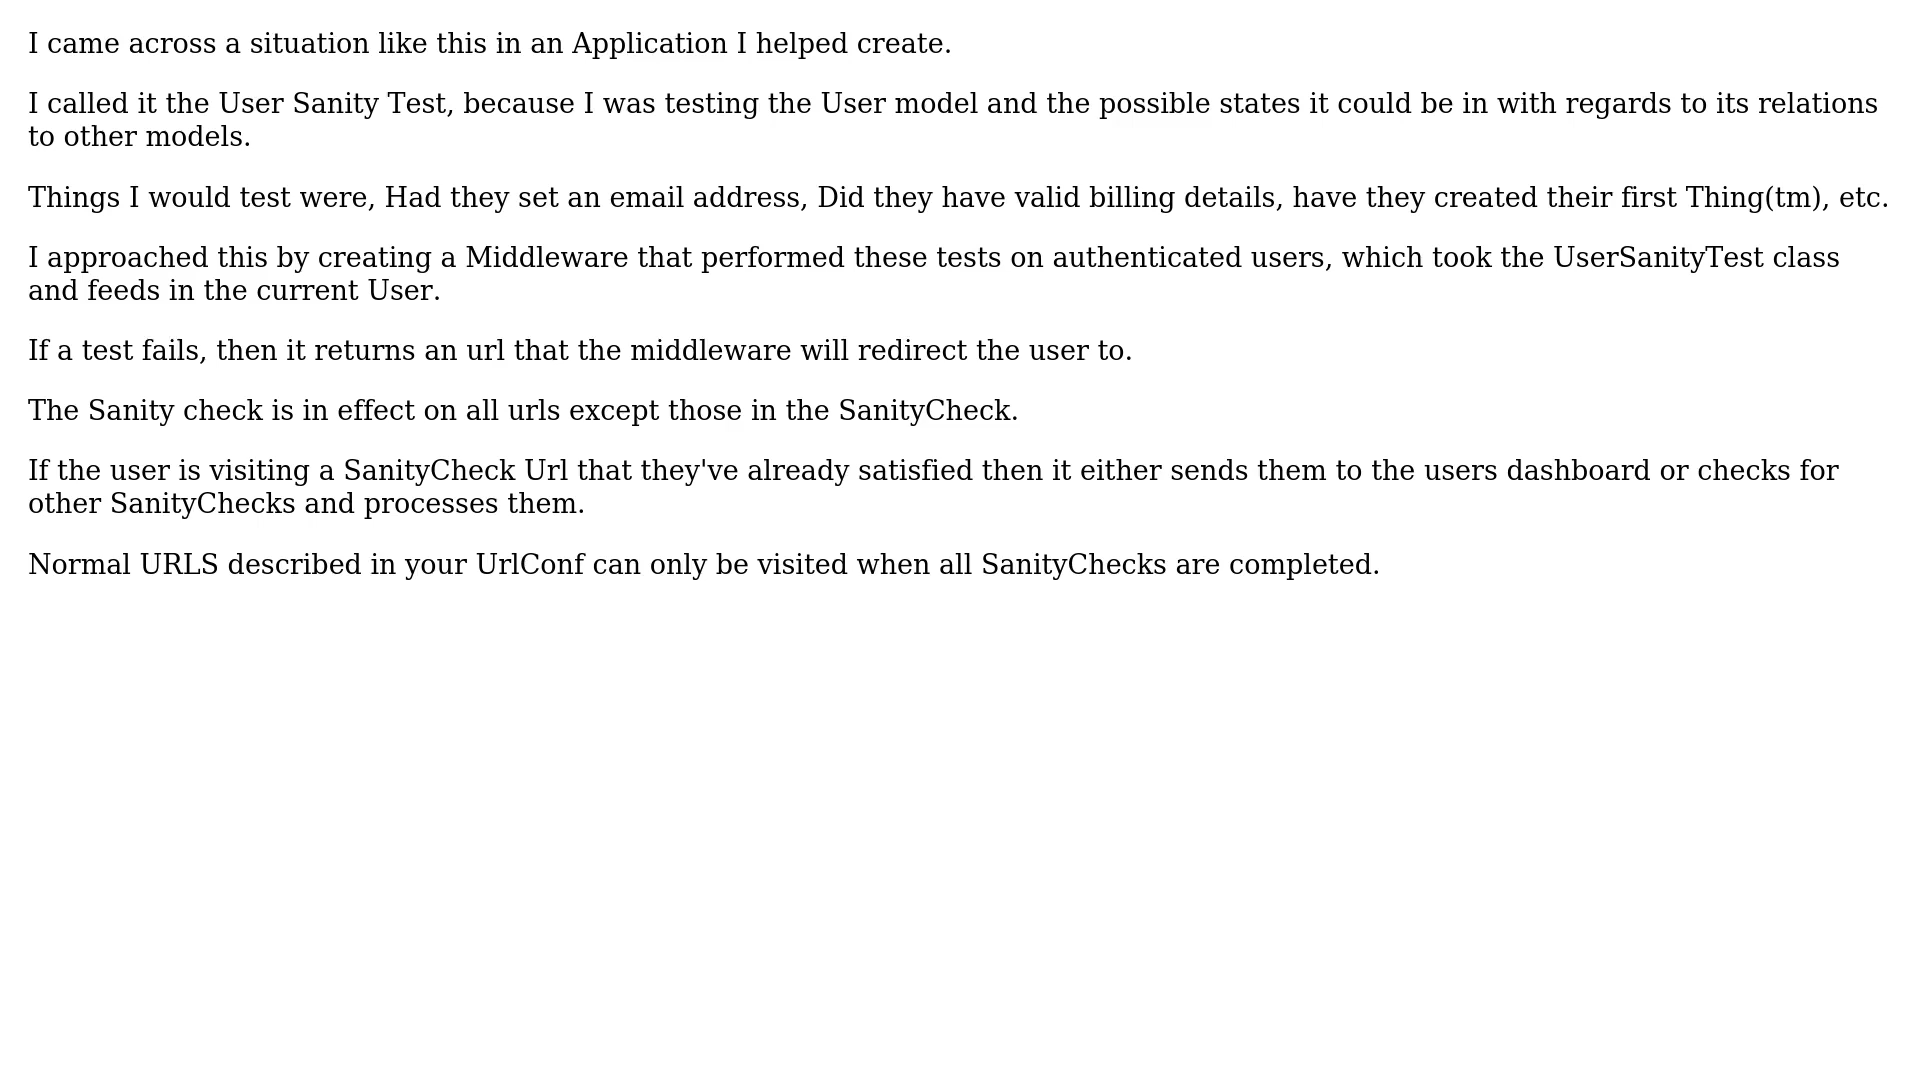 I came across a situation like this in an Application I helped create.
I called it the User Sanity Test, because I was testing the User model and the possible states it could be in with regards to its relations
to other models.
Things I would test were, Had they set an email address, Did they have valid billing details, have they created their first Thing(tm), etc.
I approached this by creating a Middleware that performed these tests on authenticated users, which took the UserSanityTest class
and feeds in the current User.
If a test fails, then it returns an url that the middleware will redirect the user to.
The Sanity check is in effect on all urls except those in the SanityCheck.
If the user is visiting a SanityCheck Url that they've already satisfied then it either sends them to the users dashboard or checks for
other SanityChecks and processes them.
Normal URLS described in your UrlConf can only be visited when all SanityChecks are completed.